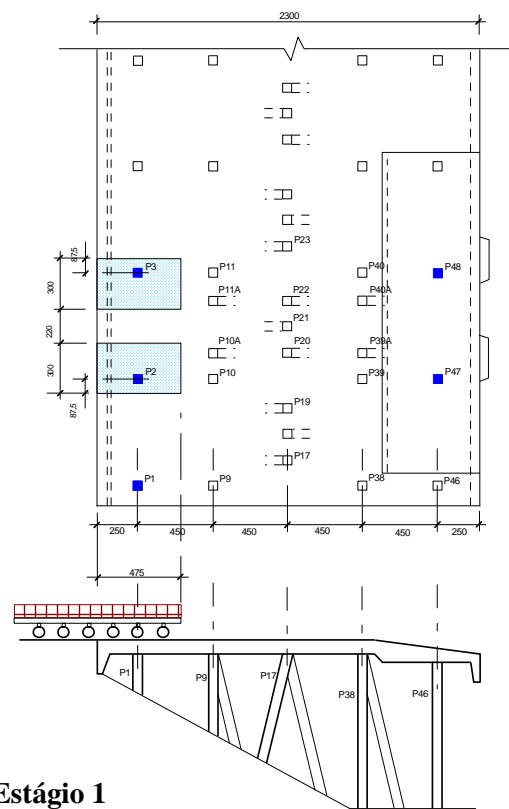 2300
87,5
P3
P11
P23
P40
P48
300
P11A
P22
P40A
220
P21
P10A
P20
P39A
300
P2
P10
P39
P47
87,5
P19
P17
P1
P9
P38
P46
250
450
450
450
450
250
475
P1
P9
P17
P38
P46
Estágio 1